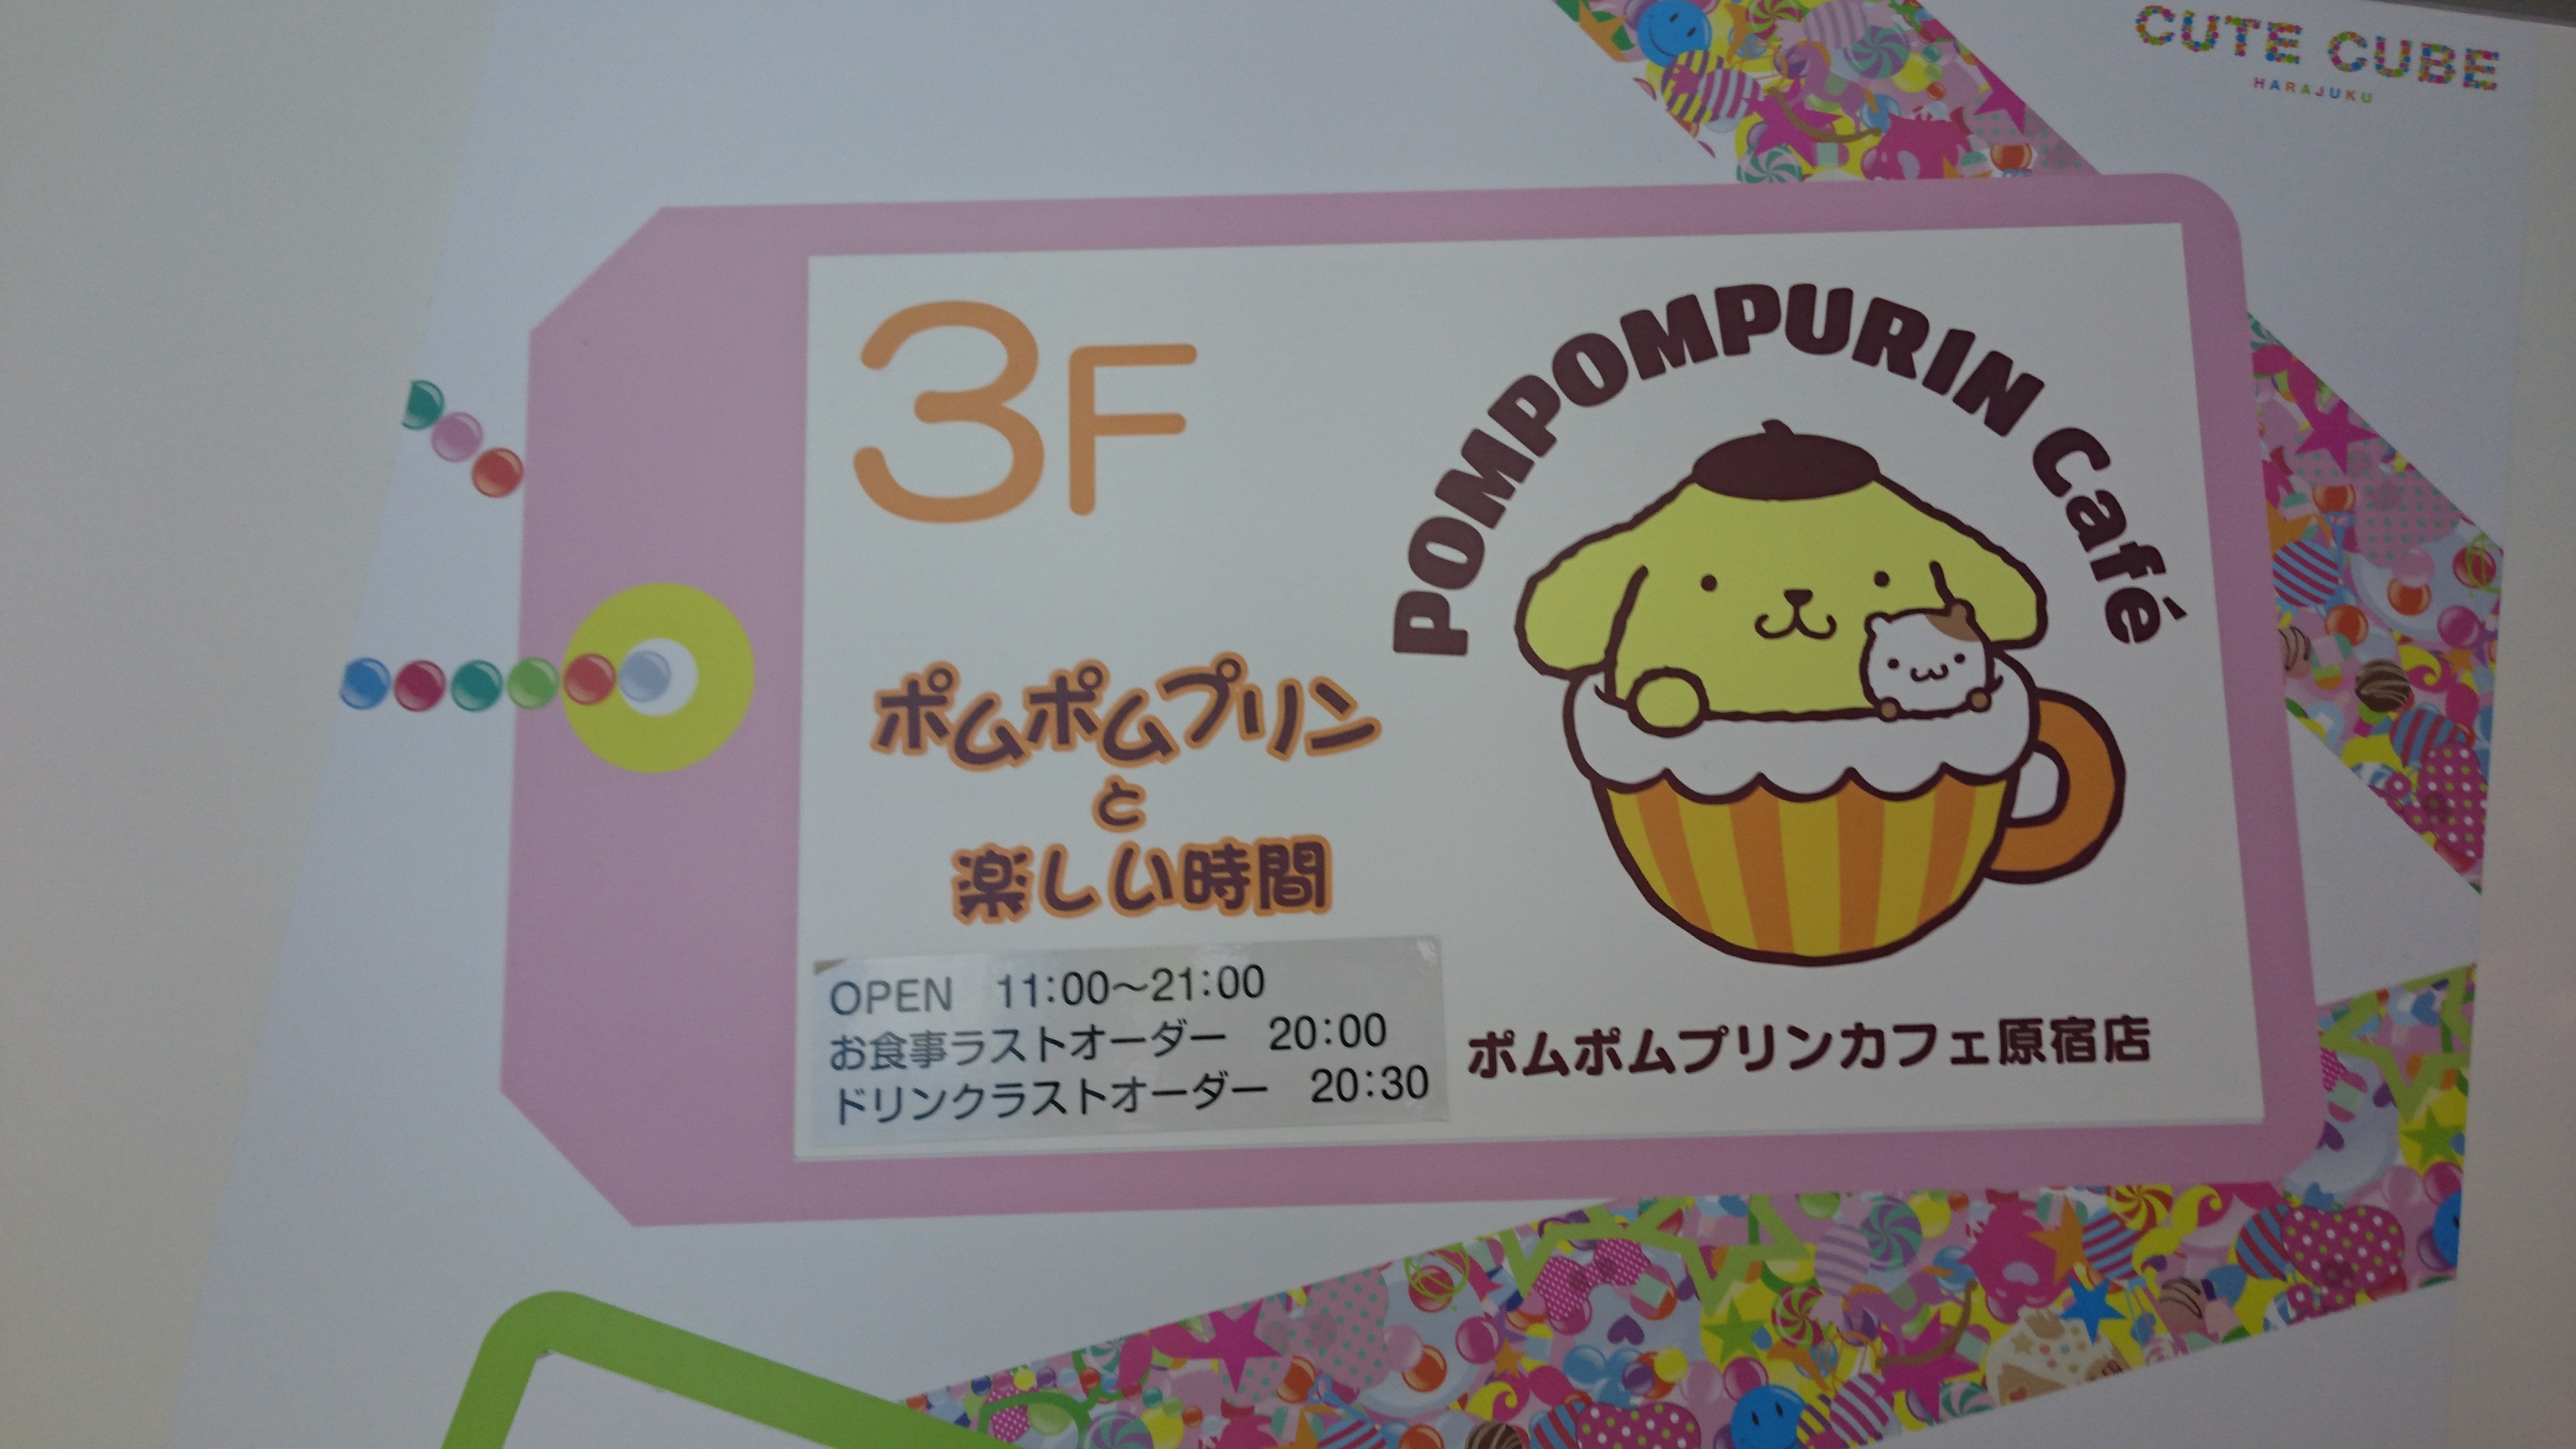 CUTE CUBE
HARAJUKU
3F
POMPOMPURIN Café
ポムポムプリン
と
楽しい時間
OPEN 11:00～21:00
お食事ラストオーダー 20:00
ドリンクラストオーダー 20:30
ポムポムプリンカフェ原宿店